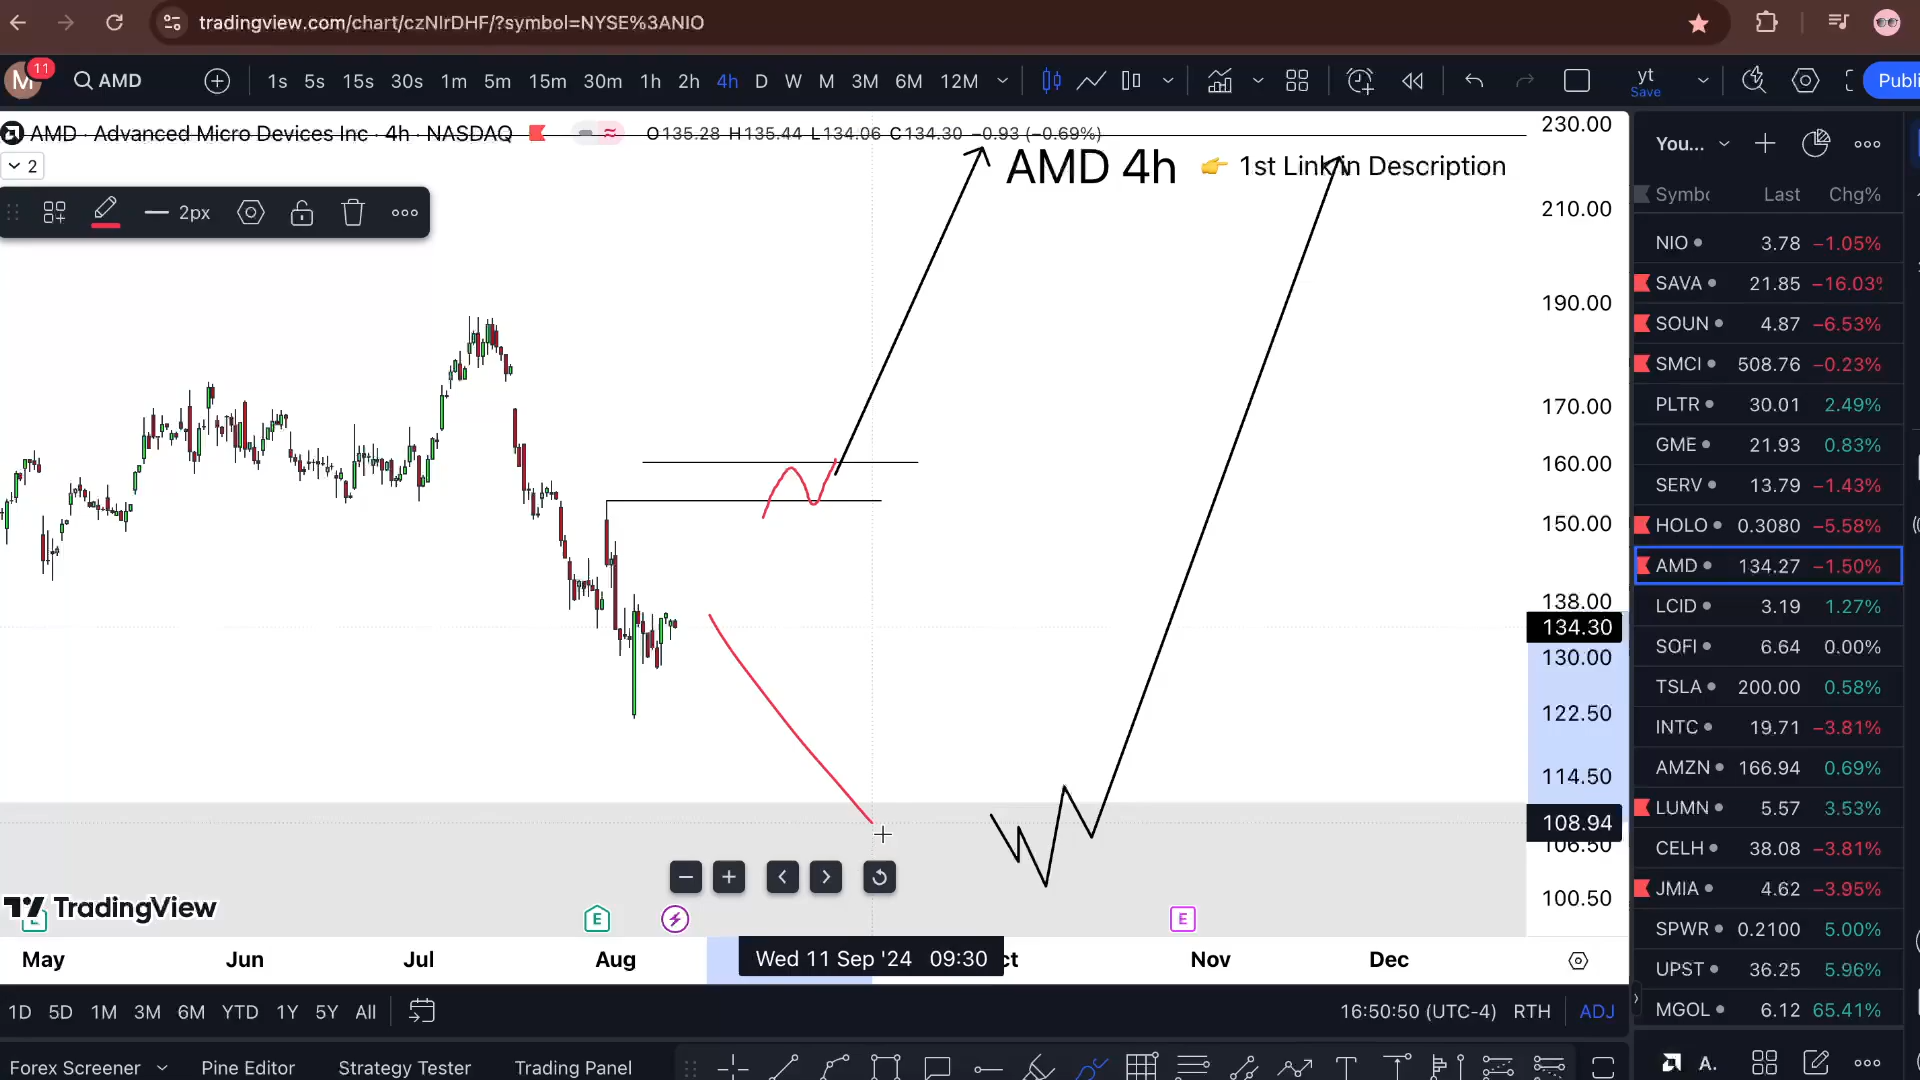 tradingview.com/chart/czNIrDHF/?symbol=NYSE%3ANIO
M 11 AMD 1s 5s 15s 30s 1m 5m 15m 30m 1h 2h 4h D W M 3M 6M 12M yt Save Publi
AMD · Advanced Micro Devices Inc · 4h · NASDAQ O135.28 H135.44 L134.06 C134.30 −0.93 (−0.69%)
2
AMD 4h 👉 1st Link in Description
2px
230.00
210.00
190.00
170.00
160.00
150.00
138.00
134.30
130.00
122.50
114.50
108.94
106.50
100.50
You...
Symbo Last Chg%
NIO 3.78 −1.05%
SAVA 21.85 −16.03%
SOUN 4.87 −6.53%
SMCI 508.76 −0.23%
PLTR 30.01 2.49%
GME 21.93 0.83%
SERV 13.79 −1.43%
HOLO 0.3080 −5.58%
AMD 134.27 −1.50%
LCID 3.19 1.27%
SOFI 6.64 0.00%
TSLA 200.00 0.58%
INTC 19.71 −3.81%
AMZN 166.94 0.69%
LUMN 5.57 3.53%
CELH 38.08 −3.81%
JMIA 4.62 −3.95%
SPWR 0.2100 5.00%
UPST 36.25 5.96%
MGOL 6.12 65.41%
TradingView
E E E
May Jun Jul Aug Wed 11 Sep '24 09:30 ct Nov Dec
1D 5D 1M 3M 6M YTD 1Y 5Y All 16:50:50 (UTC-4) RTH ADJ
Forex Screener Pine Editor Strategy Tester Trading Panel A.